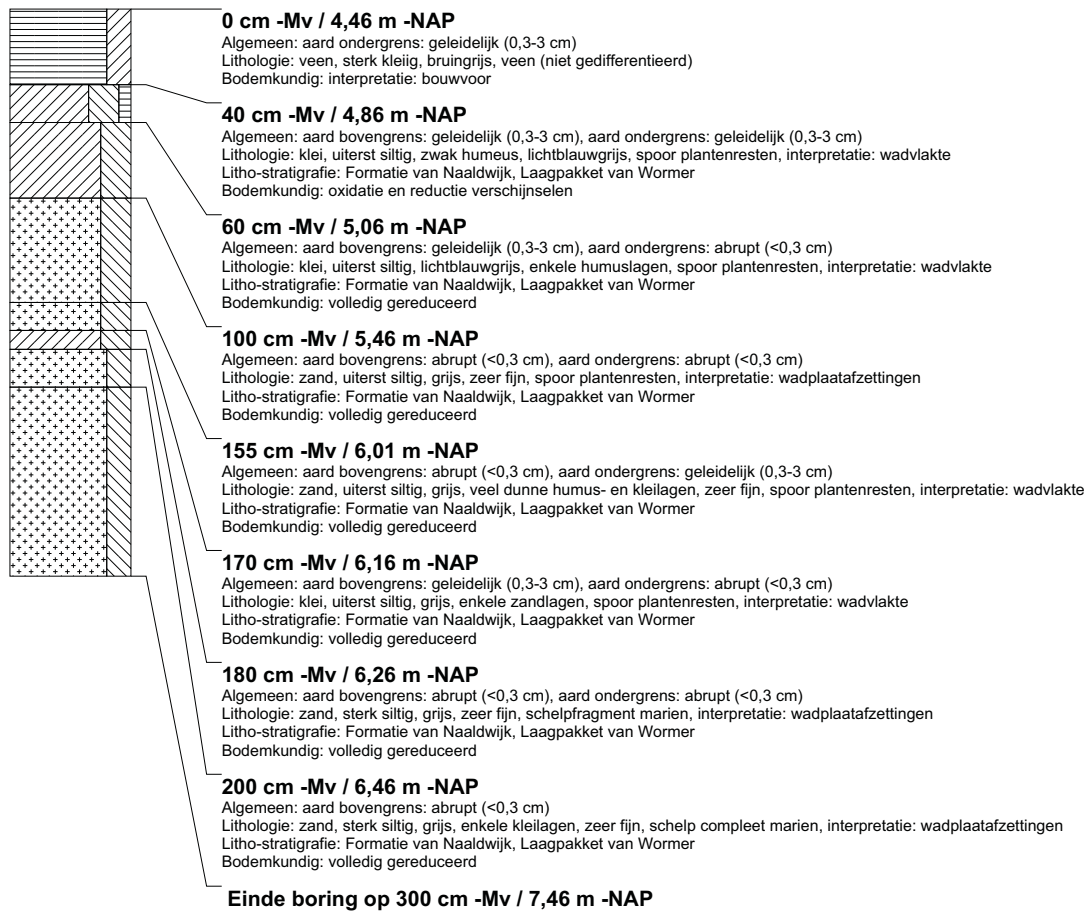 0 cm -Mv / 4,46 m -NAP
Algemeen: aard ondergrens: geleidelijk (0,3-3 cm)
Lithologie: veen, sterk kleiig, bruingrijs, veen (niet gedifferentieerd)
Bodemkundig: interpretatie: bouwvoor
40 cm -Mv / 4,86 m -NAP
Algemeen: aard bovengrens: geleidelijk (0,3-3 cm), aard ondergrens: geleidelijk (0,3-3 cm)
Lithologie: klei, uiterst siltig, zwak humeus, lichtblauwgrijs, spoor plantenresten, interpretatie: wadvlakte
Litho-stratigrafie: Formatie van Naaldwijk, Laagpakket van Wormer
Bodemkundig: oxidatie en reductie verschijnselen
60 cm -Mv / 5,06 m -NAP
Algemeen: aard bovengrens: geleidelijk (0,3-3 cm), aard ondergrens: abrupt (<0,3 cm)
Lithologie: klei, uiterst siltig, lichtblauwgrijs, enkele humuslagen, spoor plantenresten, interpretatie: wadvlakte
Litho-stratigrafie: Formatie van Naaldwijk, Laagpakket van Wormer
Bodemkundig: volledig gereduceerd
100 cm -Mv / 5,46 m -NAP
Algemeen: aard bovengrens: abrupt (<0,3 cm), aard ondergrens: abrupt (<0,3 cm)
Lithologie: zand, uiterst siltig, grijs, zeer fijn, spoor plantenresten, interpretatie: wadplaatafzettingen
Litho-stratigrafie: Formatie van Naaldwijk, Laagpakket van Wormer
Bodemkundig: volledig gereduceerd
155 cm -Mv / 6,01 m -NAP
Algemeen: aard bovengrens: abrupt (<0,3 cm), aard ondergrens: geleidelijk (0,3-3 cm)
Lithologie: zand, uiterst siltig, grijs, veel dunne humus- en kleilagen, zeer fijn, spoor plantenresten, interpretatie: wadvlakte
Litho-stratigrafie: Formatie van Naaldwijk, Laagpakket van Wormer
Bodemkundig: volledig gereduceerd
170 cm -Mv / 6,16 m -NAP
Algemeen: aard bovengrens: geleidelijk (0,3-3 cm), aard ondergrens: abrupt (<0,3 cm)
Lithologie: klei, uiterst siltig, grijs, enkele zandlagen, spoor plantenresten, interpretatie: wadvlakte
Litho-stratigrafie: Formatie van Naaldwijk, Laagpakket van Wormer
Bodemkundig: volledig gereduceerd
180 cm -Mv / 6,26 m -NAP
Algemeen: aard bovengrens: abrupt (<0,3 cm), aard ondergrens: abrupt (<0,3 cm)
Lithologie: zand, sterk siltig, grijs, zeer fijn, schelpfragment marien, interpretatie: wadplaatafzettingen
Litho-stratigrafie: Formatie van Naaldwijk, Laagpakket van Wormer
Bodemkundig: volledig gereduceerd
200 cm -Mv / 6,46 m -NAP
Algemeen: aard bovengrens: abrupt (<0,3 cm)
Lithologie: zand, sterk siltig, grijs, enkele kleilagen, zeer fijn, schelp compleet marien, interpretatie: wadplaatafzettingen
Litho-stratigrafie: Formatie van Naaldwijk, Laagpakket van Wormer
Bodemkundig: volledig gereduceerd
Einde boring op 300 cm -Mv / 7,46 m -NAP